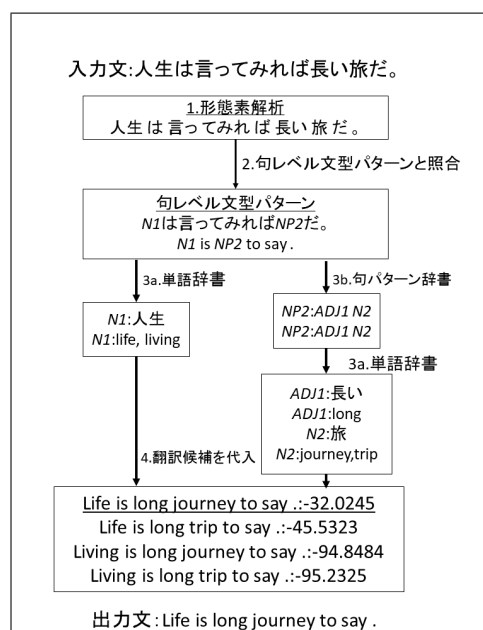 入力文:人生は言ってみれば長い旅だ。
1.形態素解析
人生 は 言ってみれ ば 長い 旅 だ 。
2.句レベル文型パターンと照合
句レベル文型パターン
N1は言ってみればNP2だ。
N1 is NP2 to say .
3a.単語辞書
3b.句パターン辞書
N1:人生
N1:life, living
NP2:ADJ1 N2
NP2:ADJ1 N2
3a.単語辞書
ADJ1:長い
ADJ1:long
N2:旅
N2:journey,trip
4.翻訳候補を代入
Life is long journey to say .:-32.0245
Life is long trip to say .:-45.5323
Living is long journey to say .:-94.8484
Living is long trip to say .:-95.2325
出力文:Life is long journey to say .